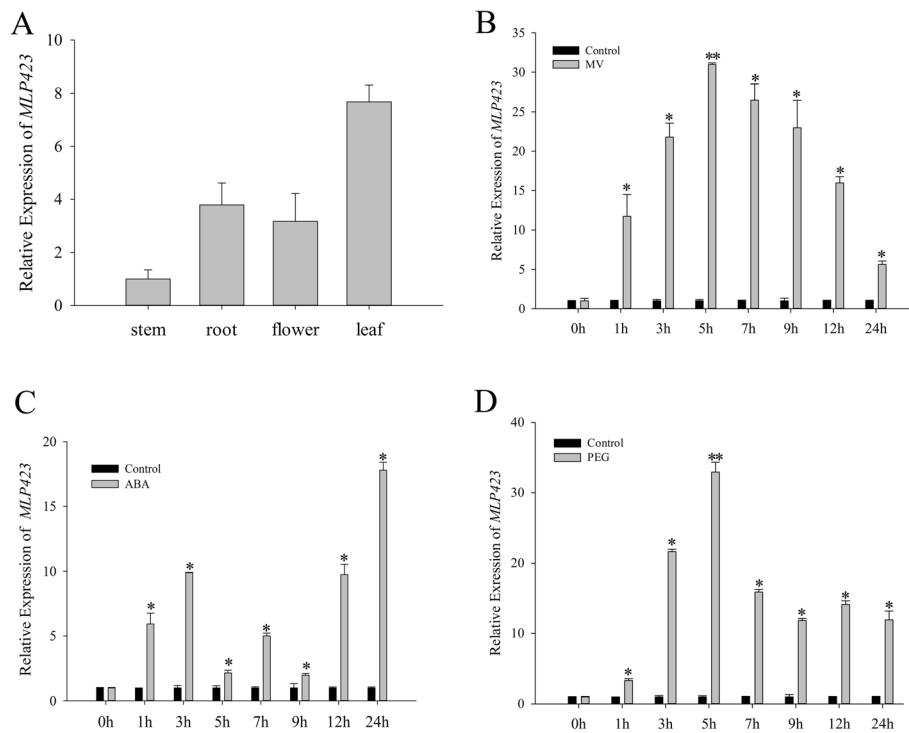 A
Relative Expression of MLP423
10
8
6
4
2
0
stem root flower leaf
B
Relative Expression of MLP423
Control
MV
35
30
25
20
15
10
5
0
* * ** * * * *
0h 1h 3h 5h 7h 9h 12h 24h
C
Relative Expression of MLP423
Control
ABA
20
15
10
5
0
* * * * * * *
0h 1h 3h 5h 7h 9h 12h 24h
D
Relative Exression of MLP423
Control
PEG
40
30
20
10
0
* * ** * * * *
0h 1h 3h 5h 7h 9h 12h 24h